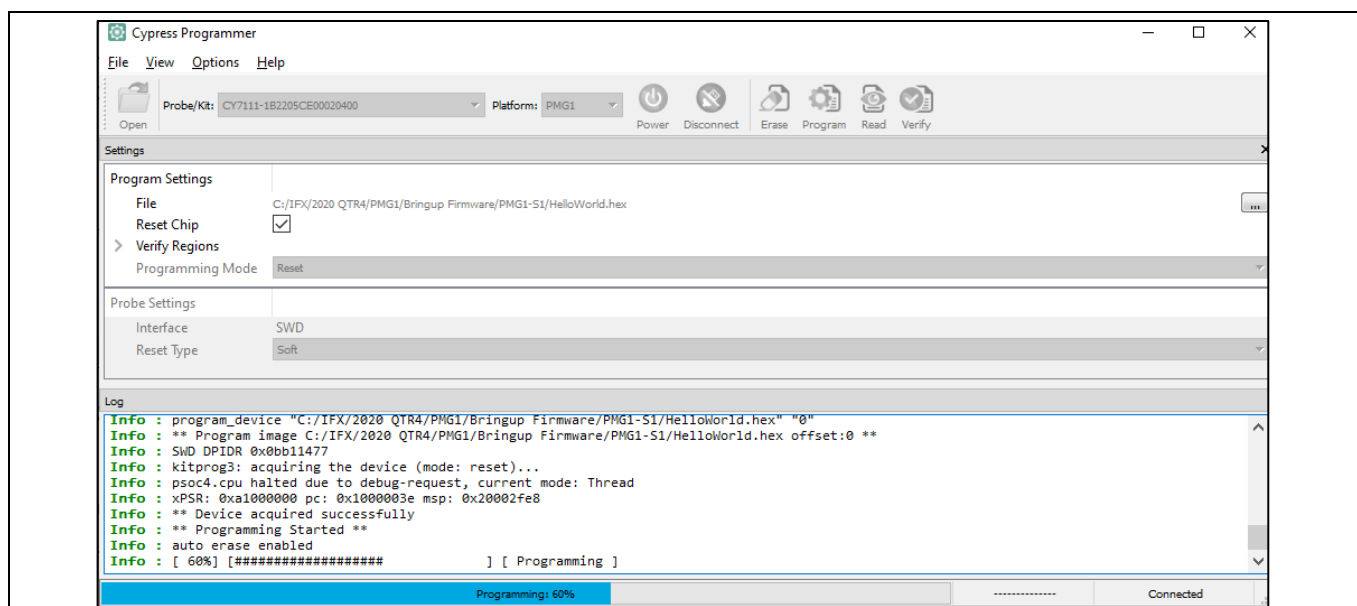 Cypress Programmer
File View Options Help
Open Probe/Kit: CY7111-1B2205CE00020400 Platform: PMG1 Power Disconnect Erase Program Read Verify
Settings
Program Settings
File C:/IFX/2020 QTR4/PMG1/Bringup Firmware/PMG1-S1/HelloWorld.hex ...
Reset Chip
Verify Regions
Programming Mode Reset
Probe Settings
Interface SWD
Reset Type Soft
Log
Info : program_device "C:/IFX/2020 QTR4/PMG1/Bringup Firmware/PMG1-S1/HelloWorld.hex" "0"
Info : ** Program image C:/IFX/2020 QTR4/PMG1/Bringup Firmware/PMG1-S1/HelloWorld.hex offset:0 **
Info : SWD DPIDR 0x0bb11477
Info : kitprog3: acquiring the device (mode: reset)...
Info : psoc4.cpu halted due to debug-request, current mode: Thread
Info : xPSR: 0xa1000000 pc: 0x1000003e msp: 0x20002fe8
Info : ** Device acquired successfully
Info : ** Programming Started **
Info : auto erase enabled
Info : [ 60%] [################### ] [ Programming ]
Programming: 60% -------------- Connected